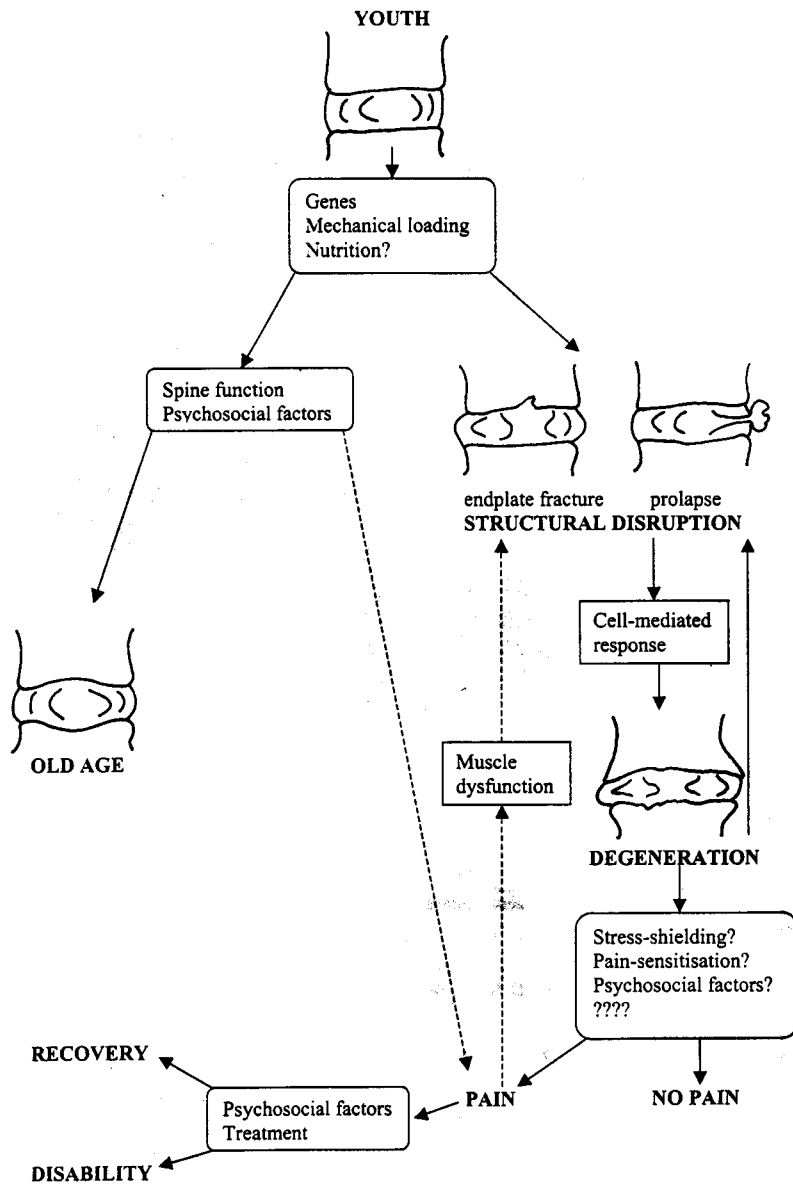 YOUTH
Genes
Mechanical loading
Nutrition?
Spine function
Psychosocial factors
endplate fracture
prolapse
STRUCTURAL DISRUPTION
Cell-mediated
response
OLD AGE
Muscle
dysfunction
DEGENERATION
Stress-shielding?
Pain-sensitisation?
Psychosocial factors?
????
RECOVERY
PAIN
NO PAIN
Psychosocial factors
Treatment
DISABILITY